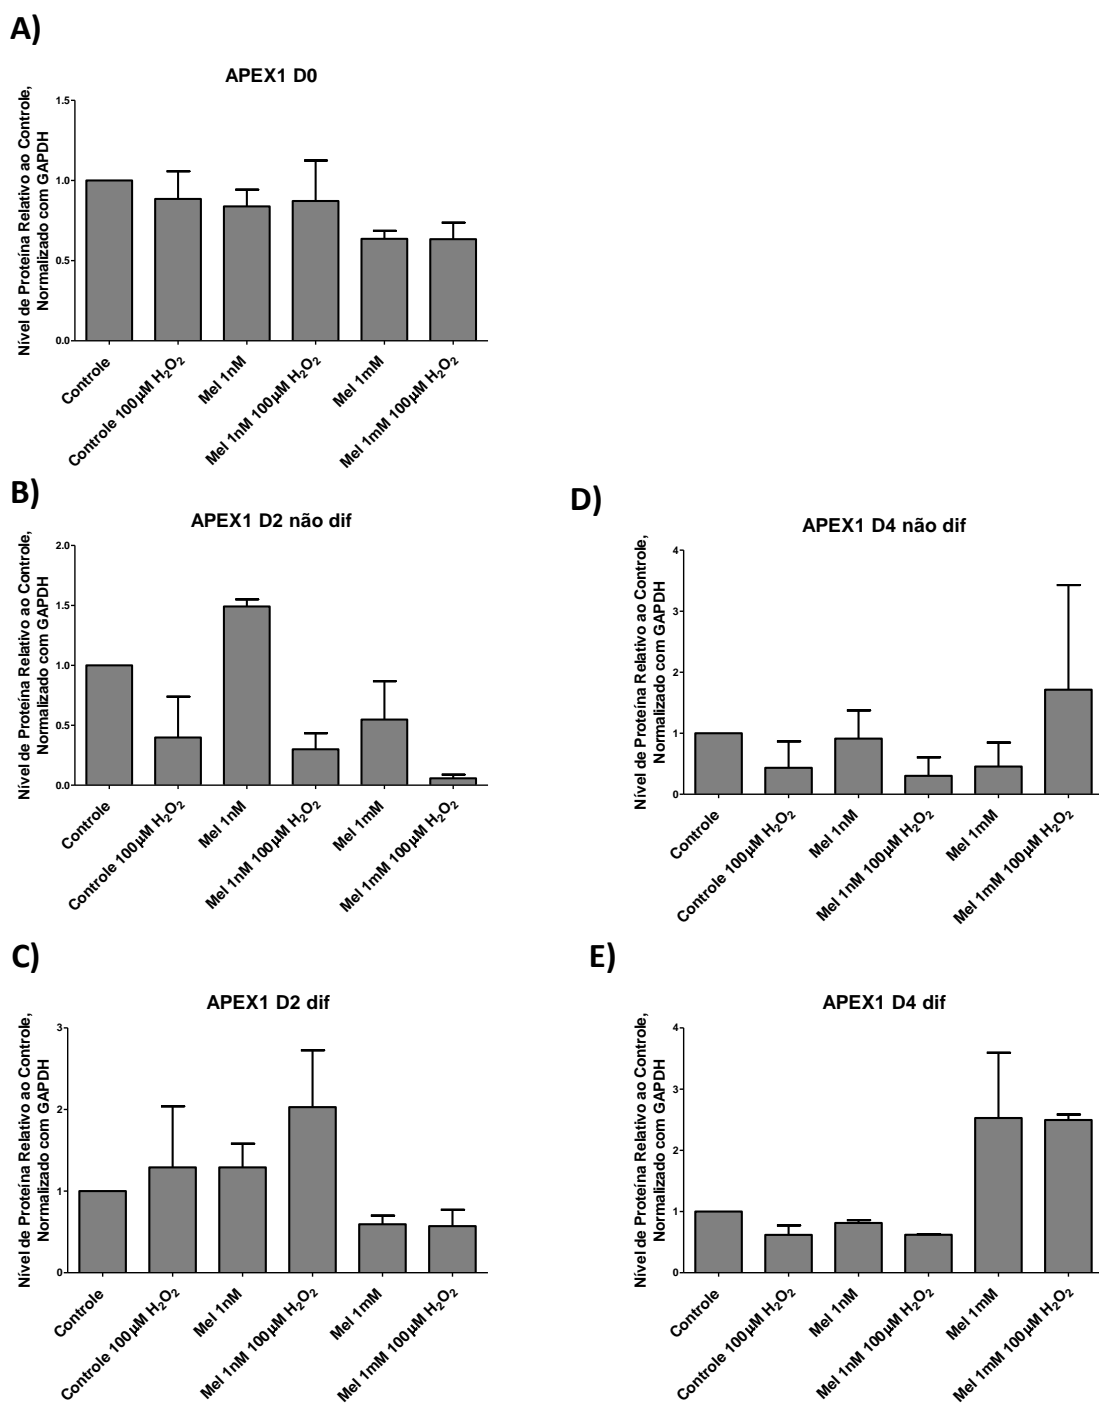 A)
APEX1 D0
Nível de Proteína Relativo ao Controle,
Normalizado com GAPDH
1.5
1.0
0.5
0.0
Controle
Controle 100µM H₂O₂
Mel 1nM
Mel 1nM 100µM H₂O₂
Mel 1mM
Mel 1mM 100µM H₂O₂
B)
APEX1 D2 não dif
Nível de Proteína Relativo ao Controle,
Normalizado com GAPDH
2.0
1.5
1.0
0.5
0.0
Controle
Controle 100µM H₂O₂
Mel 1nM
Mel 1nM 100µM H₂O₂
Mel 1mM
Mel 1mM 100µM H₂O₂
D)
APEX1 D4 não dif
Nível de Proteína Relativo ao Controle,
Normalizado com GAPDH
4
3
2
1
0
Controle
Controle 100µM H₂O₂
Mel 1nM
Mel 1nM 100µM H₂O₂
Mel 1mM
Mel 1mM 100µM H₂O₂
C)
APEX1 D2 dif
Nível de Proteína Relativo ao Controle,
Normalizado com GAPDH
3
2
1
0
Controle
Controle 100µM H₂O₂
Mel 1nM
Mel 1nM 100µM H₂O₂
Mel 1mM
Mel 1mM 100µM H₂O₂
E)
APEX1 D4 dif
Nível de Proteína Relativo ao Controle,
Normalizado com GAPDH
4
3
2
1
0
Controle
Controle 100µM H₂O₂
Mel 1nM
Mel 1nM 100µM H₂O₂
Mel 1mM
Mel 1mM 100µM H₂O₂